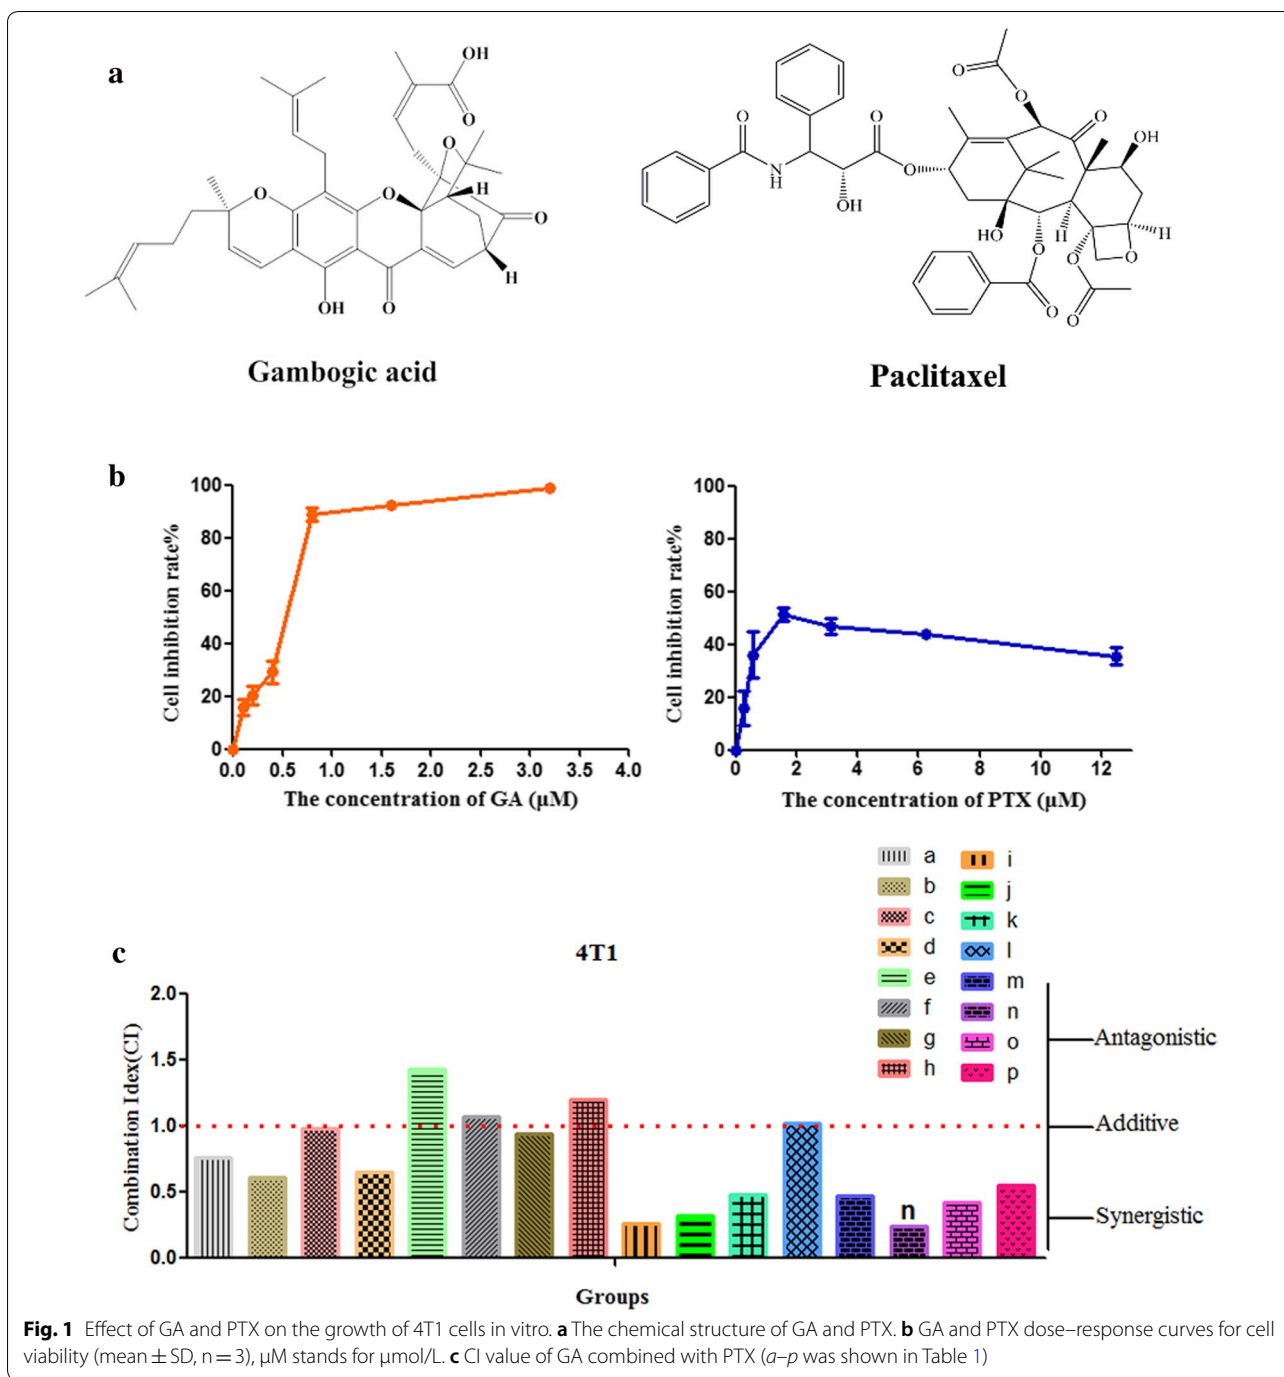 a
OH
O
O
H
O
O
O
H
OH
O
Gambogic acid
O
O
O
O
O
OH
N
H
O
OH
HO
H
O
H
O
O
O
O
Paclitaxel
b
100
80
60
40
20
0
Cell inhibition rate%
0.0 0.5 1.0 1.5 2.0 2.5 3.0 3.5 4.0
The concentration of GA (μM)
100
80
60
40
20
0
Cell inhibition rate%
0 2 4 6 8 10 12
The concentration of PTX (μM)
a i
b j
c k
d l
e m
f n
g o
h p
c
4T1
2.0
1.5
1.0
0.5
0.0
Combination Idex(CI)
n
Antagonistic
Additive
Synergistic
Groups
Fig. 1 Effect of GA and PTX on the growth of 4T1 cells in vitro. a The chemical structure of GA and PTX. b GA and PTX dose–response curves for cell
viability (mean ± SD, n = 3), μM stands for μmol/L. c CI value of GA combined with PTX (a–p was shown in Table 1)